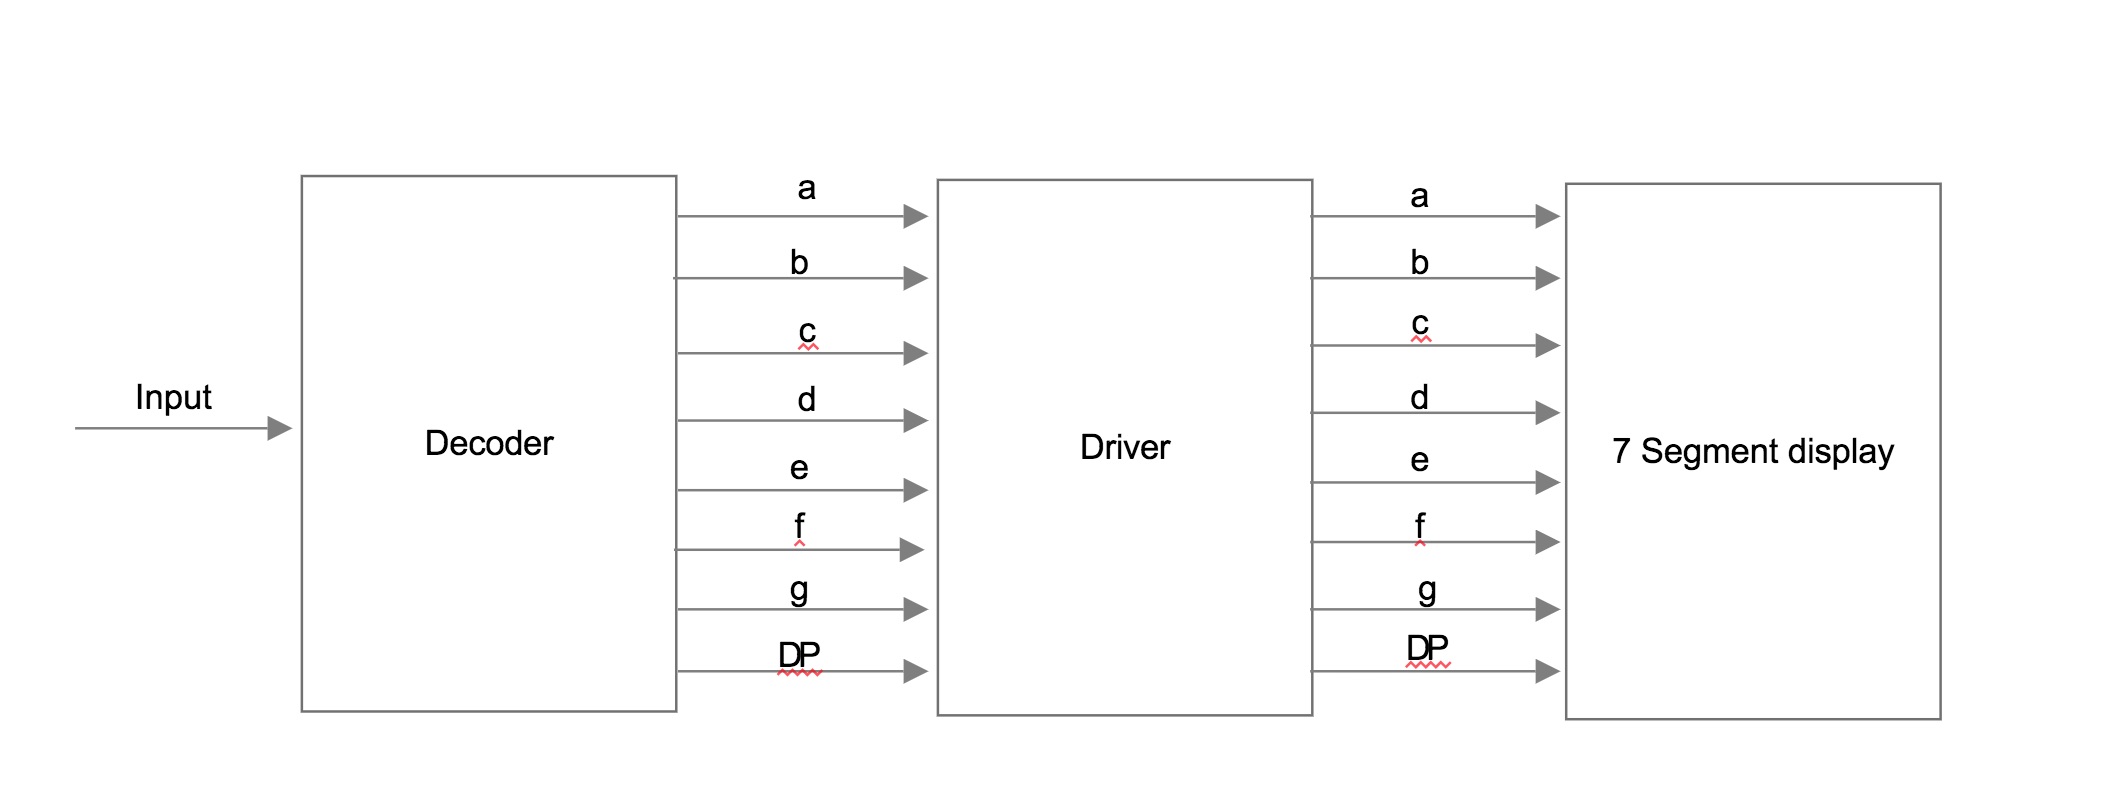 Input
Decoder
a
b
c
d
e
f
g
DP
Driver
a
b
c
d
e
f
g
DP
7 Segment display